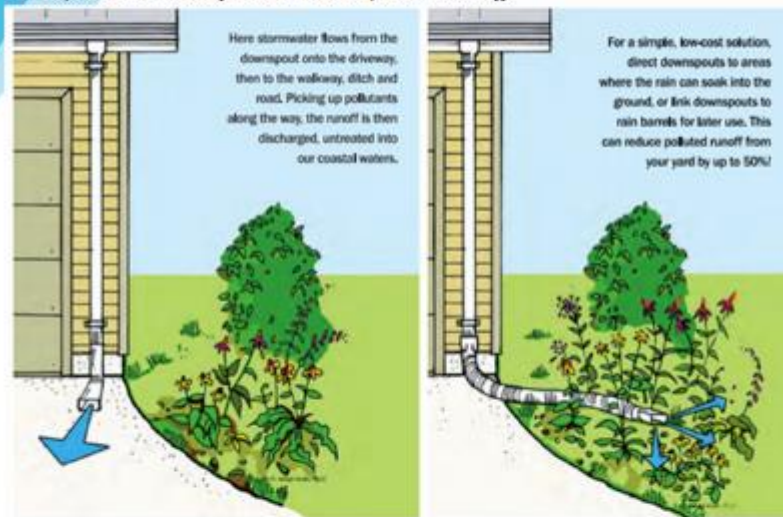 Here stormwater flows from the
downspout onto the driveway,
then to the walkway, ditch and
road. Picking up pollutants
along the way, the runoff is then
discharged, untreated into
our coastal waters.
For a simple, low-cost solution,
direct downspouts to areas
where the rain can soak into the
ground, or link downspouts to
rain barrels for later use. This
can reduce polluted runoff from
your yard by up to 50%!